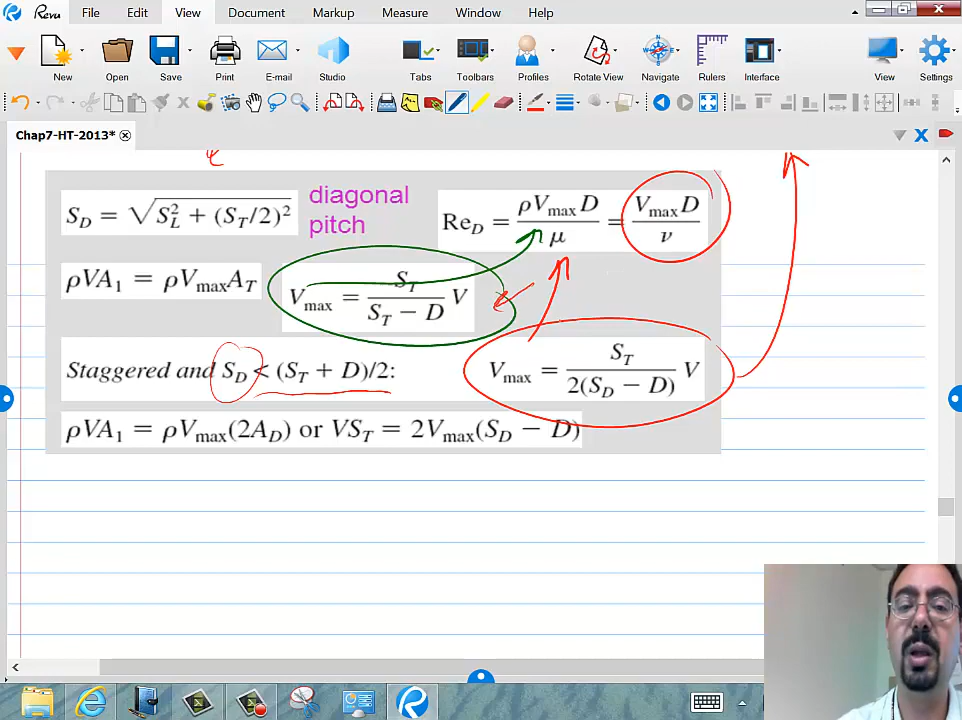 Revu File Edit View Document Markup Measure Window Help
New Open Save Print E-mail Studio Tabs Toolbars Profiles Rotate View Navigate Rulers Interface View Settings
Chap7-HT-2013*
S_D = √(S_L² + (S_T/2)²)
diagonal
pitch
Re_D = ρV_max D / μ = V_max D / ν
ρVA₁ = ρV_max A_T
V_max = S_T / (S_T − D) V
Staggered and S_D < (S_T + D)/2:
V_max = S_T / 2(S_D − D) V
ρVA₁ = ρV_max(2A_D) or VS_T = 2V_max(S_D − D)